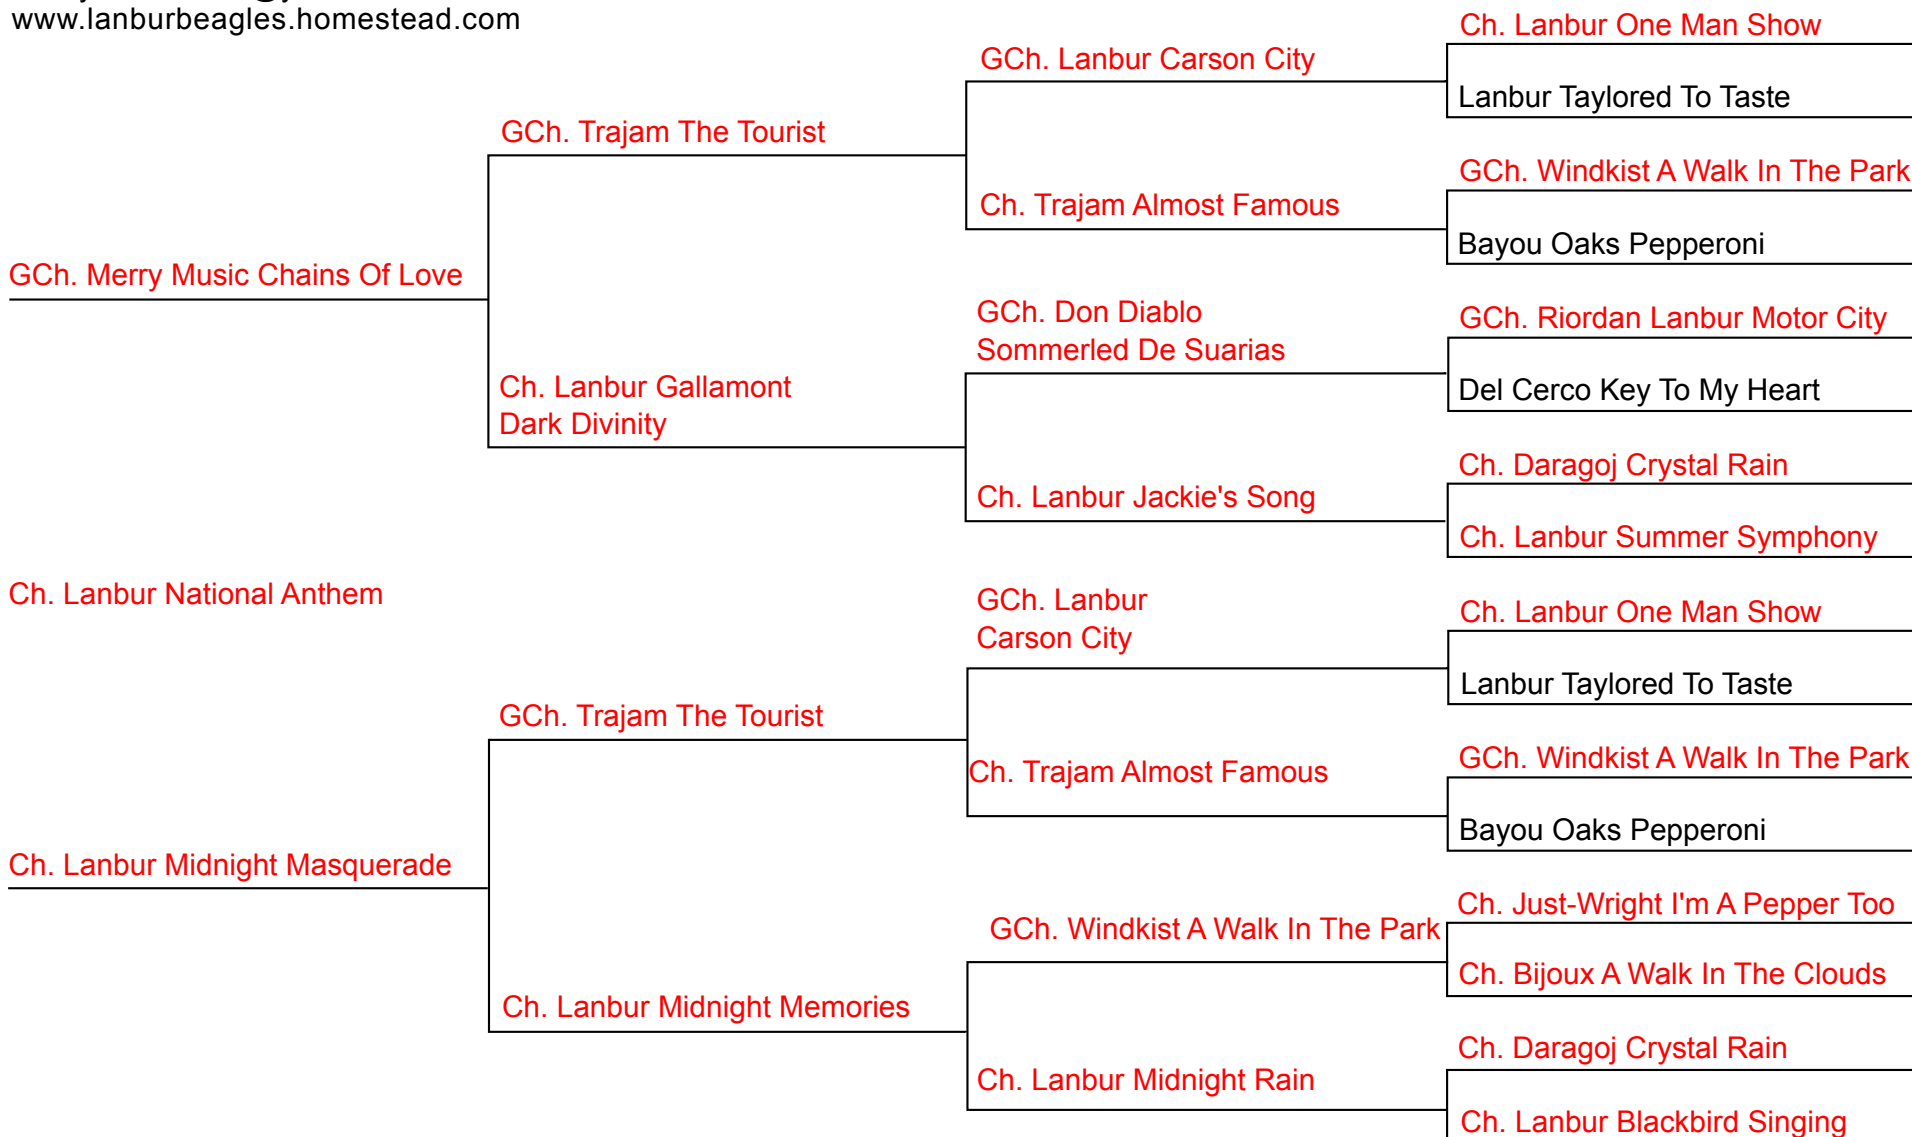 www.lanburbeagles.homestead.com
Ch. Lanbur One Man Show
GCh. Lanbur Carson City
Lanbur Taylored To Taste
GCh. Trajam The Tourist
GCh. Windkist A Walk In The Park
Ch. Trajam Almost Famous
Bayou Oaks Pepperoni
GCh. Merry Music Chains Of Love
GCh. Don Diablo
Sommerled De Suarias
GCh. Riordan Lanbur Motor City
Ch. Lanbur Gallamont
Dark Divinity
Del Cerco Key To My Heart
Ch. Daragoj Crystal Rain
Ch. Lanbur Jackie's Song
Ch. Lanbur Summer Symphony
Ch. Lanbur National Anthem
GCh. Lanbur
Carson City
Ch. Lanbur One Man Show
Lanbur Taylored To Taste
GCh. Trajam The Tourist
GCh. Windkist A Walk In The Park
Ch. Trajam Almost Famous
Bayou Oaks Pepperoni
Ch. Lanbur Midnight Masquerade
Ch. Just-Wright I'm A Pepper Too
GCh. Windkist A Walk In The Park
Ch. Bijoux A Walk In The Clouds
Ch. Lanbur Midnight Memories
Ch. Daragoj Crystal Rain
Ch. Lanbur Midnight Rain
Ch. Lanbur Blackbird Singing